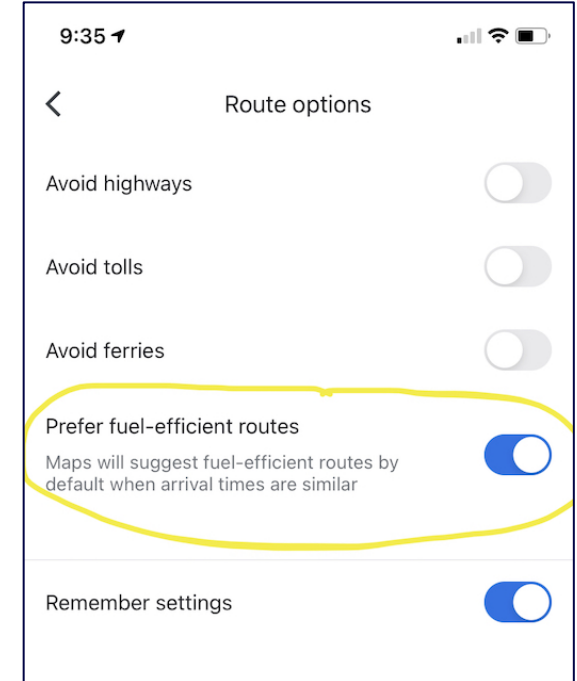 9:35
Route options
Avoid highways
Avoid tolls
Avoid ferries
Prefer fuel-efficient routes
Maps will suggest fuel-efficient routes by
default when arrival times are similar
Remember settings